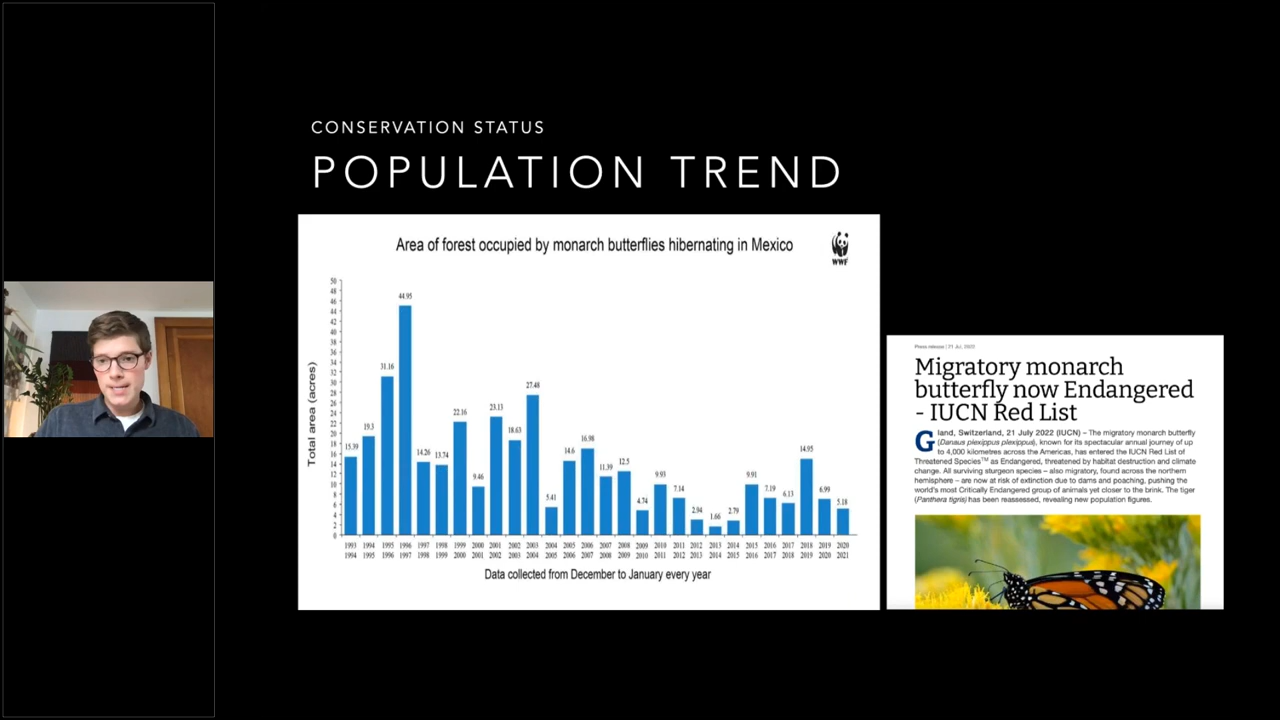 CONSERVATION STATUS
POPULATION TREND
Area of forest occupied by monarch butterflies hibernating in Mexico
WWF
Total area (acres)
50
48
46
44
42
40
38
36
34
32
30
28
26
24
22
20
18
16
14
12
10
8
6
4
2
0
15.39
19.3
31.16
44.95
14.26
13.74
22.16
9.46
23.13
18.63
27.48
5.41
14.6
16.98
11.39
12.5
4.74
9.93
7.14
2.94
1.66
2.79
9.91
7.19
6.13
14.95
6.99
5.18
1993 1994 1995 1996 1997 1998 1999 2000 2001 2002 2003 2004 2005 2006 2007 2008 2009 2010 2011 2012 2013 2014 2015 2016 2017 2018 2019 2020
1994 1995 1996 1997 1998 1999 2000 2001 2002 2003 2004 2005 2006 2007 2008 2009 2010 2011 2012 2013 2014 2015 2016 2017 2018 2019 2020 2021
Data collected from December to January every year
Press release | 21 Jul, 2022
Migratory monarch
butterfly now Endangered
- IUCN Red List
Gland, Switzerland, 21 July 2022 (IUCN) – The migratory monarch butterfly
(Danaus plexippus plexippus), known for its spectacular annual journey of up
to 4,000 kilometres across the Americas, has entered the IUCN Red List of
Threatened Species™ as Endangered, threatened by habitat destruction and climate
change. All surviving sturgeon species – also migratory, found across the northern
hemisphere – are now at risk of extinction due to dams and poaching, pushing the
world's most Critically Endangered group of animals yet closer to the brink. The tiger
(Panthera tigris) has been reassessed, revealing new population figures.